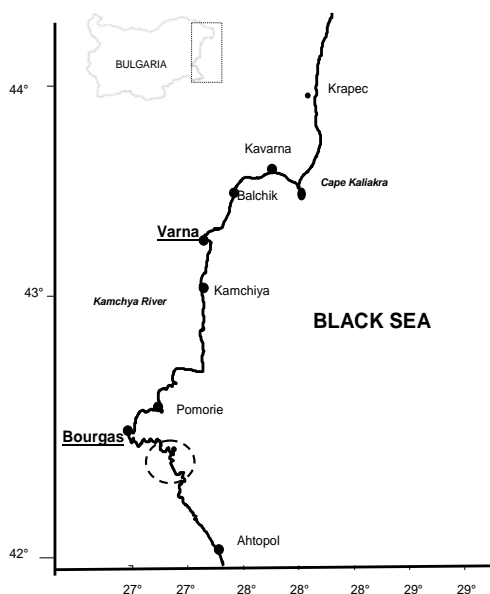 BULGARIA
44°
Krapec
Kavarna
Cape Kaliakra
Balchik
Varna
Kamchiya
43°
Kamchya River
BLACK SEA
Pomorie
Bourgas
Ahtopol
42°
27° 27° 28° 28° 28° 29° 29°